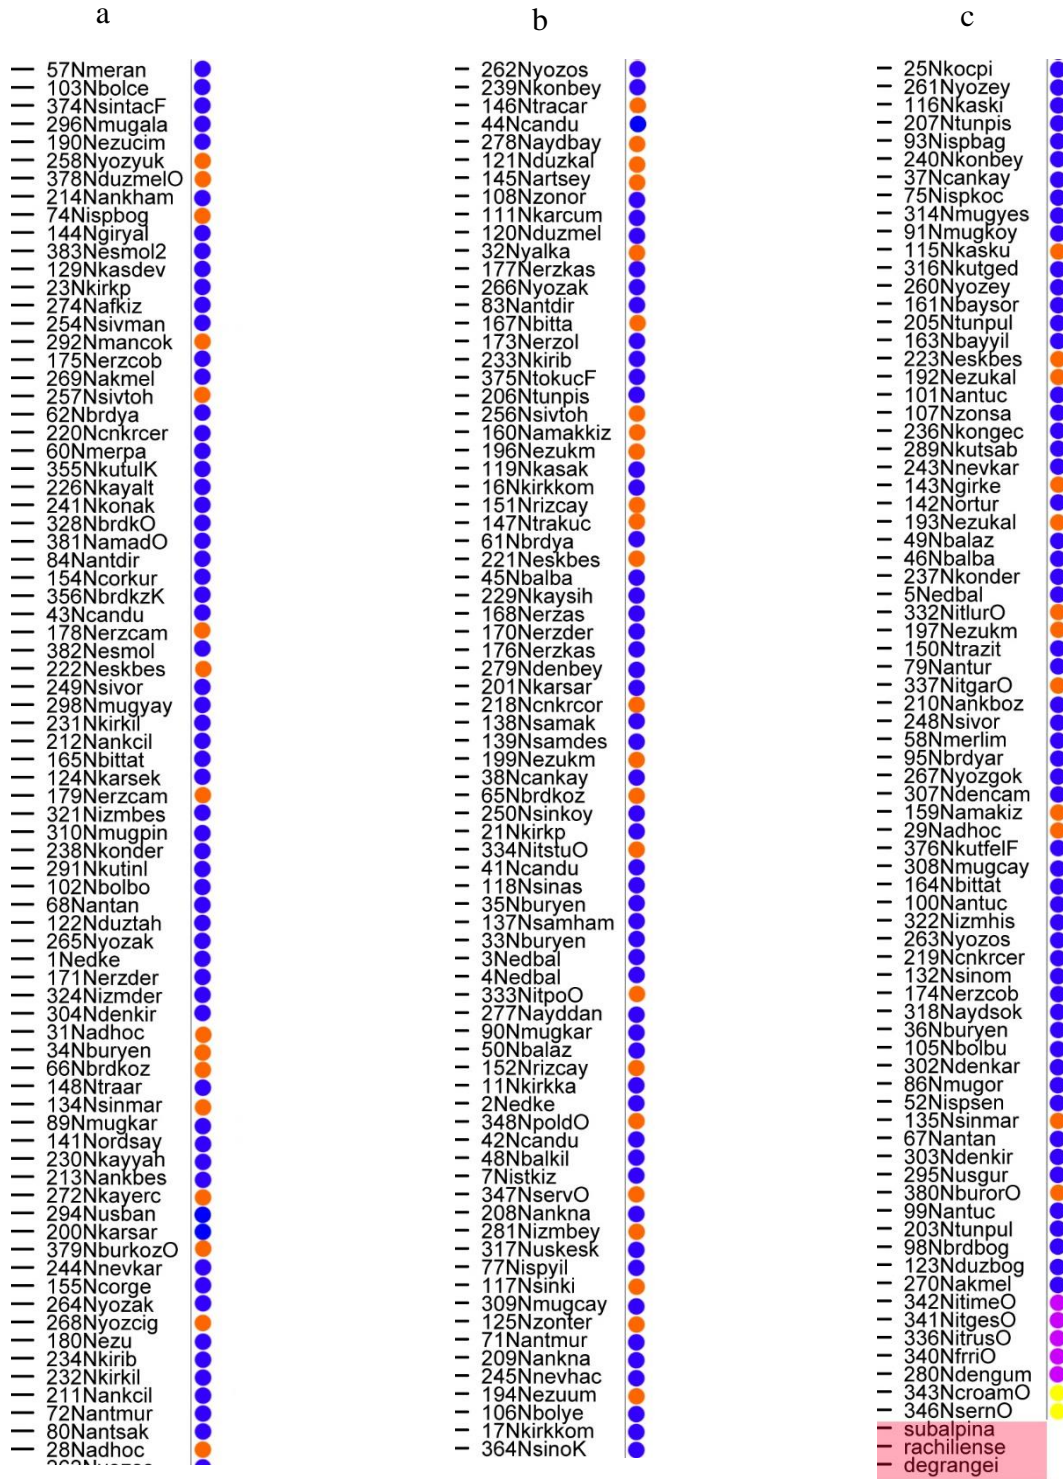 a
b
c
57Nmeran
103Nbolce
374NsintacF
296Nmugala
190Nezucim
258Nyozyuk
378NduzmelO
214Nankham
74Nispbog
144Ngiryal
383Nesmol2
129Nkasdev
23Nkirkp
274Nafkiz
254Nsivman
292Nmancok
175Nerzcob
269Nakmel
257Nsivtoh
62Nbrdya
220Ncnkrcer
60Nmerpa
355NkutulK
226Nkayalt
241Nkonak
328NbrdkO
381NamadO
84Nantdir
154Ncorkur
356NbrdkzK
43Ncandu
178Nerzcam
382Nesmol
222Neskbes
249Nsivor
298Nmugyay
231Nkirkil
212Nankcil
165Nbittat
124Nkarsek
179Nerzcam
321Nizmbes
310Nmugpin
238Nkonder
291Nkutinl
102Nbolbo
68Nantan
122Nduztah
265Nyozak
1Nedke
171Nerzder
324Nizmder
304Ndenkir
31Nadhoc
34Nburyen
66Nbrdkoz
148Ntraar
134Nsinmar
89Nmugkar
141Nordsay
230Nkayyah
213Nankbes
272Nkayerc
294Nusban
200Nkarsar
379NburkozO
244Nnevkar
155Ncorge
264Nyozak
268Nyozcig
180Nezu
234Nkirib
232Nkirkil
211Nankcil
72Nantmur
80Nantsak
28Nadhoc
262Nyozos
239Nkonbey
146Ntracar
44Ncandu
278Naydbay
121Nduzkal
145Nartsey
108Nzonor
111Nkarcum
120Nduzmel
32Nyalka
177Nerzkas
266Nyozak
83Nantdir
167Nbitta
173Nerzol
233Nkirib
375NtokucF
206Ntunpis
256Nsivtoh
160Namakkiz
196Nezukm
119Nkasak
16Nkirkkom
151Nrizcay
147Ntrakuc
61Nbrdya
221Neskbes
45Nbalba
229Nkaysih
168Nerzas
170Nerzder
176Nerzkas
279Ndenbey
201Nkarsar
218Ncnkrcor
138Nsamak
139Nsamdes
199Nezukm
38Ncankay
65Nbrdkoz
250Nsinkoy
21Nkirkp
334NitstuO
41Ncandu
118Nsinas
35Nburyen
137Nsamham
33Nburyen
3Nedbal
4Nedbal
333NitpoO
277Nayddan
90Nmugkar
50Nbalaz
152Nrizcay
11Nkirkka
2Nedke
348NpoldO
42Ncandu
48Nbalkil
7Nistkiz
347NservO
208Nankna
281Nizmbey
317Nuskesk
77Nispyil
117Nsinki
309Nmugcay
125Nzonter
71Nantmur
209Nankna
245Nnevhac
194Nezuum
106Nbolye
17Nkirkkom
364NsinoK
25Nkocpi
261Nyozey
116Nkaski
207Ntunpis
93Nispbag
240Nkonbey
37Ncankay
75Nispkoc
314Nmugyes
91Nmugkoy
115Nkasku
316Nkutged
260Nyozey
161Nbaysor
205Ntunpul
163Nbayyil
223Neskbes
192Nezukal
101Nantuc
107Nzonsa
236Nkongec
289Nkutsab
243Nnevkar
143Ngirke
142Nortur
193Nezukal
49Nbalaz
46Nbalba
237Nkonder
5Nedbal
332NitlurO
197Nezukm
150Ntrazit
79Nantur
337NitgarO
210Nankboz
248Nsivor
58Nmerlim
95Nbrdyar
267Nyozgok
307Ndencam
159Namakiz
29Nadhoc
376NkutfelF
308Nmugcay
164Nbittat
100Nantuc
322Nizmhis
263Nyozos
219Ncnkrcer
132Nsinom
174Nerzcob
318Naydsok
36Nburyen
105Nbolbu
302Ndenkar
86Nmugor
52Nispsen
135Nsinmar
67Nantan
303Ndenkir
295Nusgur
380NburorO
99Nantuc
203Ntunpul
98Nbrdbog
123Nduzbog
270Nakmel
342NitimeO
341NitgesO
336NitrusO
340NfrriO
280Ndengum
343NcroamO
346NsernO
subalpina
rachiliense
degrangei